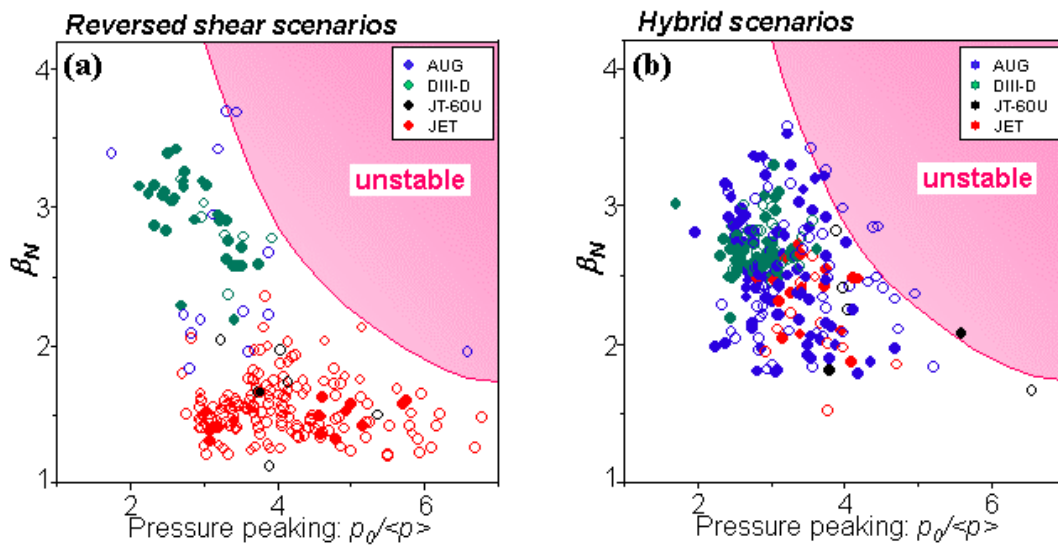 Reversed shear scenarios
(a)
AUG
DIII-D
JT-60U
JET
unstable
4
3
2
1
βN
2 4 6
Pressure peaking: p0/<p>
Hybrid scenarios
(b)
AUG
DIII-D
JT-60U
JET
unstable
4
3
2
1
βN
2 4 6
Pressure peaking: p0/<p>